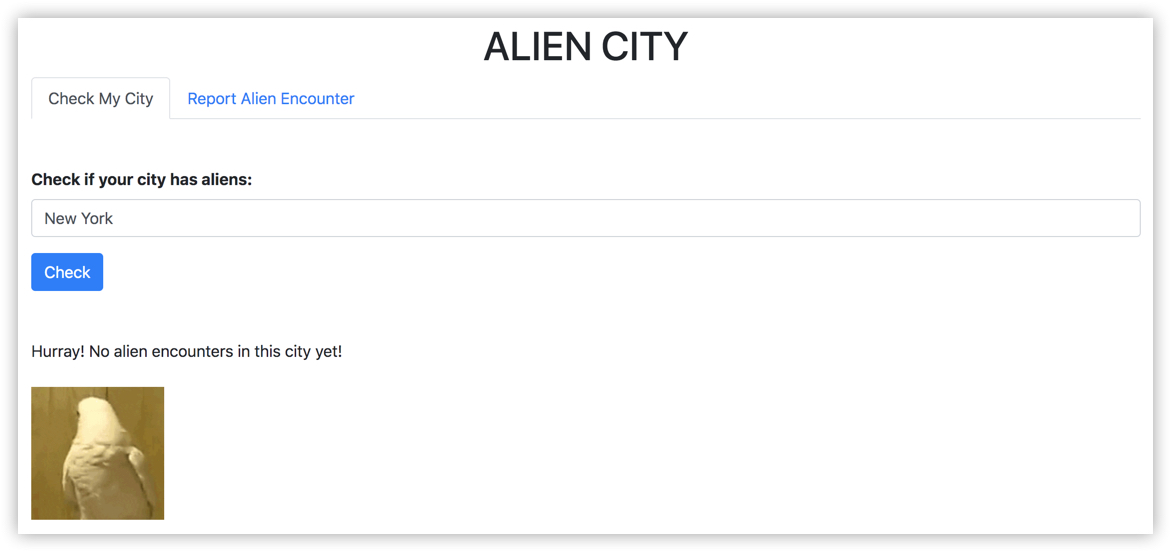 ALIEN CITY
Check My City
Report Alien Encounter
Check if your city has aliens:
New York
Check
Hurray! No alien encounters in this city yet!